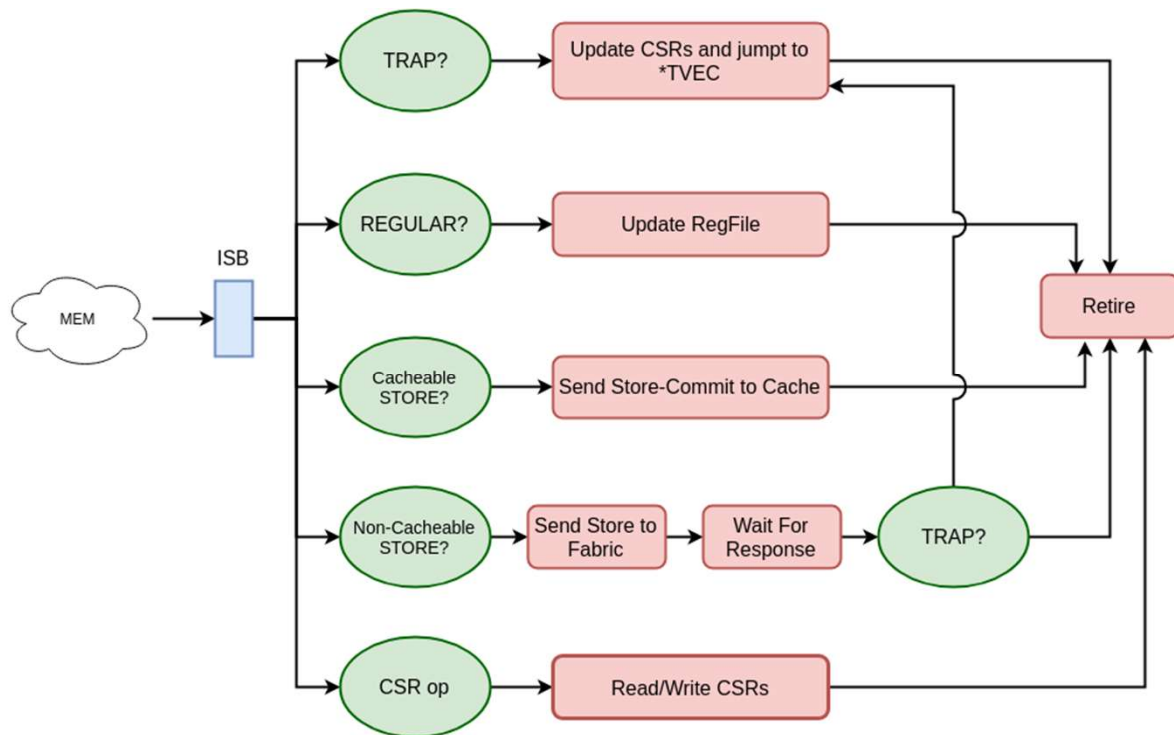 TRAP?
Update CSRs and jumpt to
*TVEC
REGULAR?
Update RegFile
ISB
MEM
Retire
Cacheable
STORE?
Send Store-Commit to Cache
Non-Cacheable
STORE?
Send Store to
Fabric
Wait For
Response
TRAP?
CSR op
Read/Write CSRs